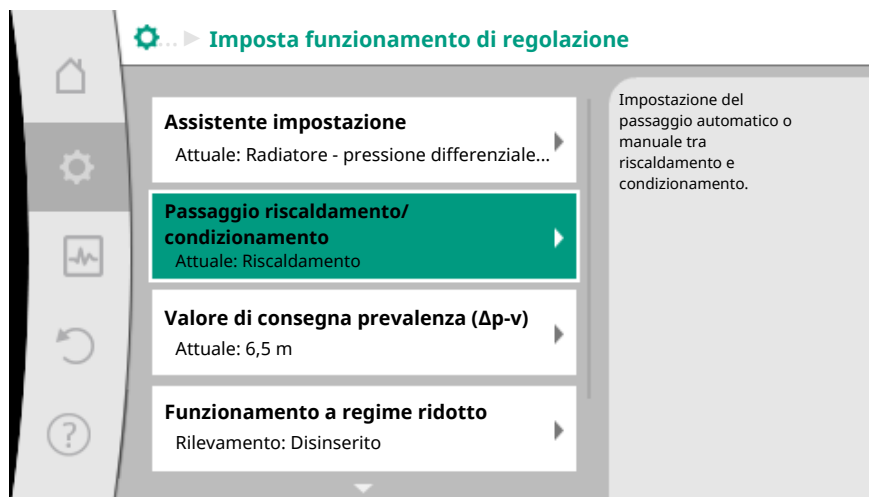 ... Imposta funzionamento di regolazione
Assistente impostazione
Attuale: Radiatore - pressione differenziale...
Passaggio riscaldamento/
condizionamento
Attuale: Riscaldamento
Valore di consegna prevalenza (Δp-v)
Attuale: 6,5 m
Funzionamento a regime ridotto
Rilevamento: Disinserito
Impostazione del
passaggio automatico o
manuale tra
riscaldamento e
condizionamento.
?